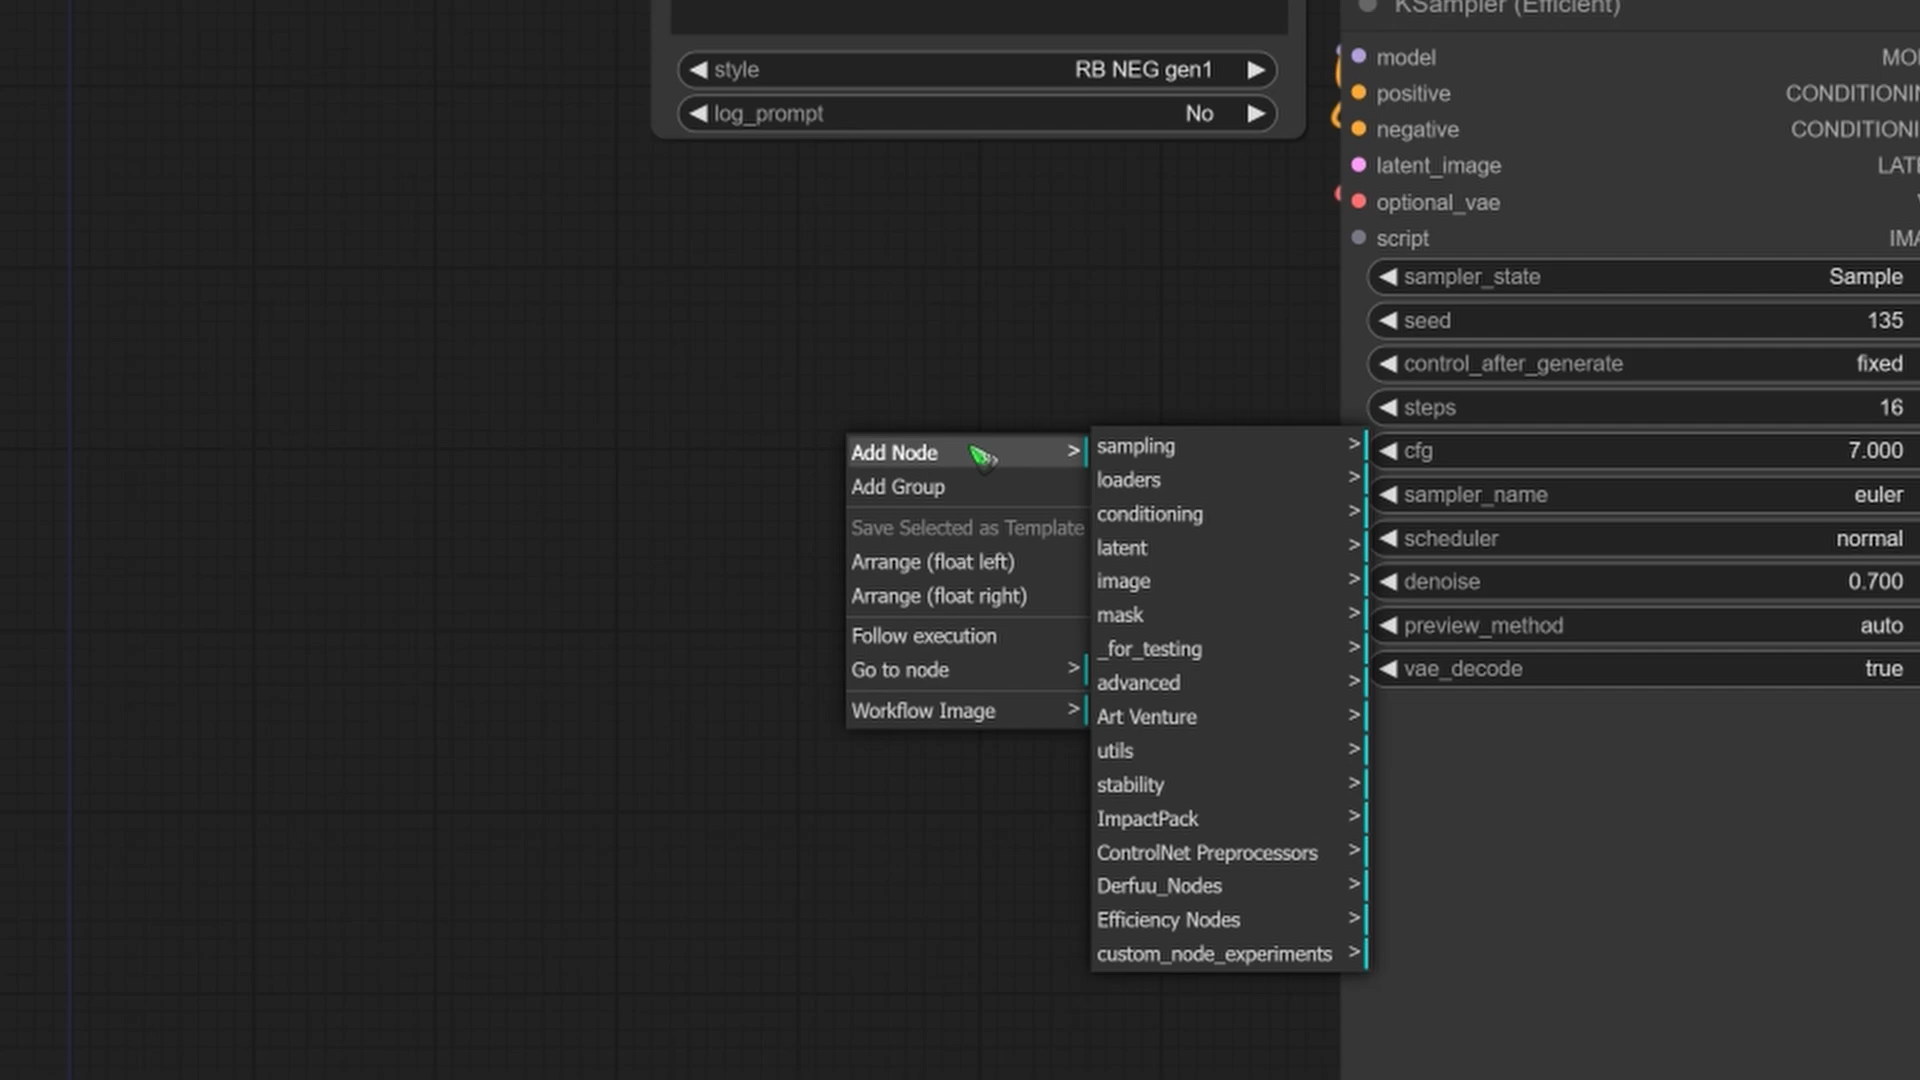 style RB NEG gen1
log_prompt No
KSampler (Efficient)
model
positive
negative
latent_image
optional_vae
script
sampler_state Sample
seed 135
control_after_generate fixed
steps 16
cfg 7.000
sampler_name euler
scheduler normal
denoise 0.700
preview_method auto
vae_decode true
Add Node >
Add Group
Save Selected as Template
Arrange (float left)
Arrange (float right)
Follow execution
Go to node >
Workflow Image >
sampling >
loaders >
conditioning >
latent >
image >
mask >
_for_testing >
advanced >
Art Venture >
utils >
stability >
ImpactPack >
ControlNet Preprocessors >
Derfuu_Nodes >
Efficiency Nodes >
custom_node_experiments >